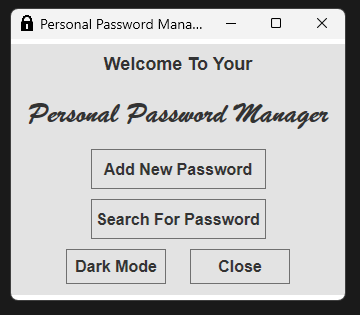 Personal Password Mana...
Welcome To Your
Personal Password Manager
Add New Password
Search For Password
Dark Mode Close